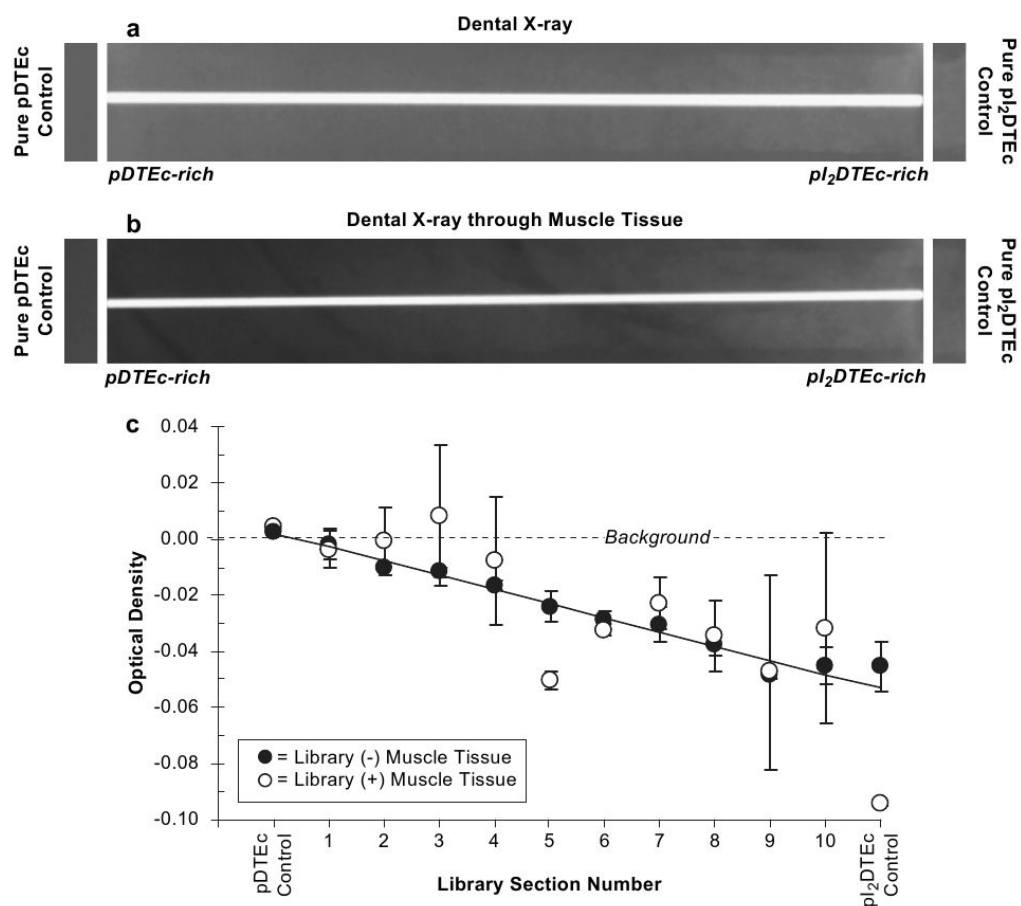 a
Dental X-ray
Pure pDTEc
Control
Pure pI₂DTEc
Control
pDTEc-rich
pI₂DTEc-rich
b
Dental X-ray through Muscle Tissue
Pure pDTEc
Control
Pure pI₂DTEc
Control
pDTEc-rich
pI₂DTEc-rich
c
0.04
0.02
0.00
-0.02
-0.04
-0.06
-0.08
-0.10
Optical Density
Background
= Library (-) Muscle Tissue
= Library (+) Muscle Tissue
pDTEc
Control
1 2 3 4 5 6 7 8 9 10
pI₂DTEc
Control
Library Section Number